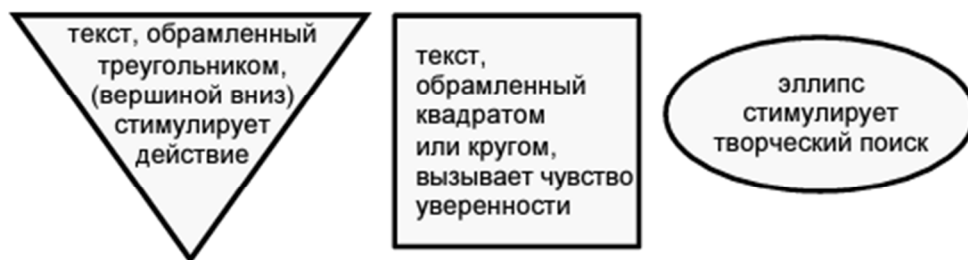 текст, обрамленный
треугольником,
(вершиной вниз)
стимулирует
действие
текст,
обрамленный
квадратом
или кругом,
вызывает чувство
уверенности
эллипс
стимулирует
творческий поиск